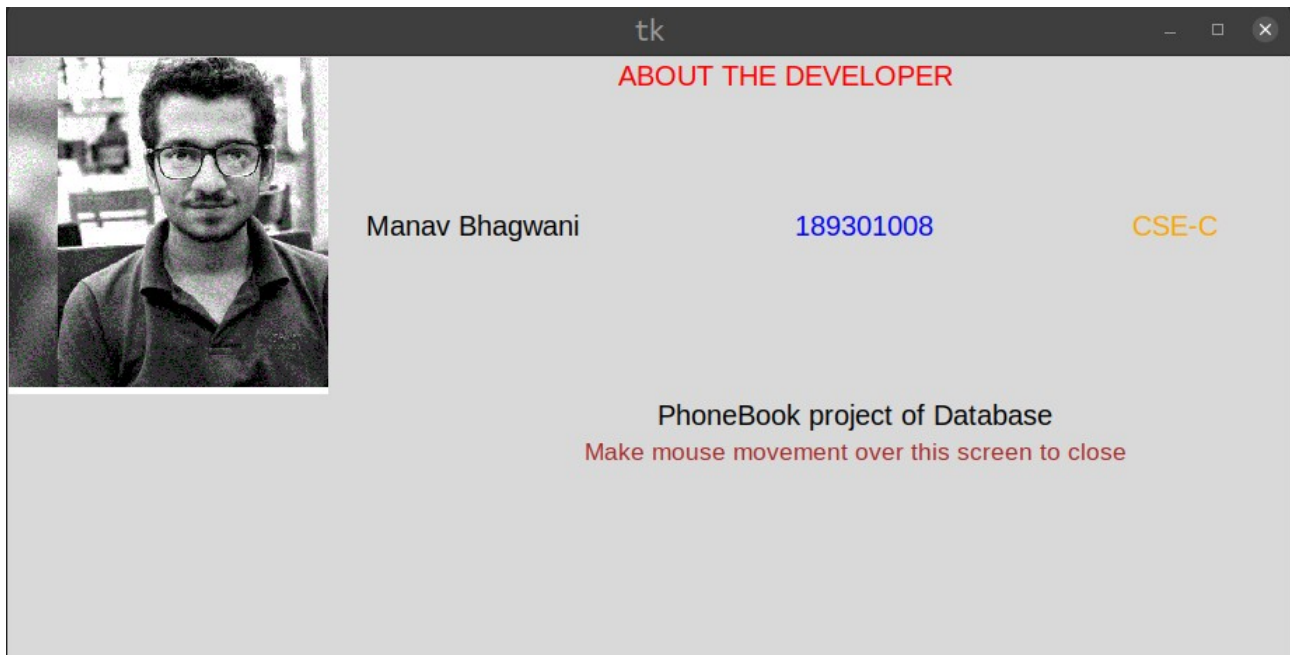 tk
ABOUT THE DEVELOPER
Manav Bhagwani 189301008 CSE-C
PhoneBook project of Database
Make mouse movement over this screen to close